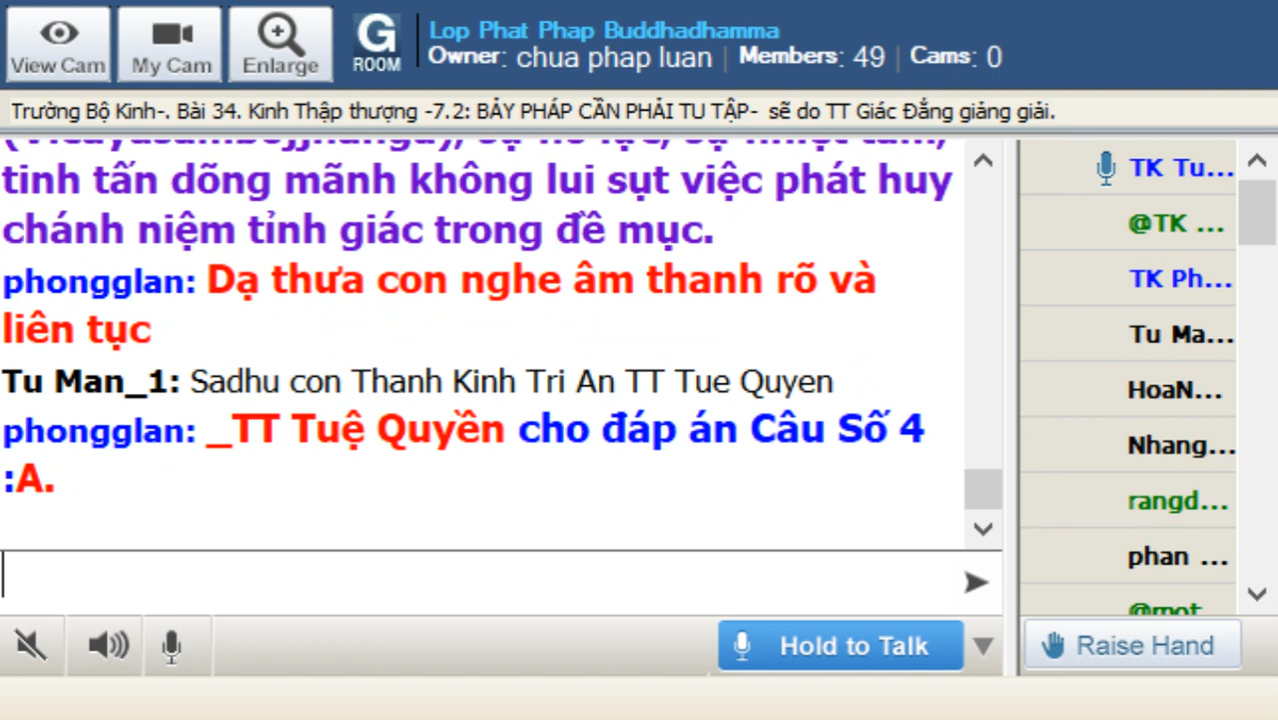 View Cam
My Cam
Enlarge
G
ROOM
Lop Phat Phap Buddhadhamma
Owner: chua phap luan | Members: 49 | Cams: 0
Trường Bộ Kinh-. Bài 34. Kinh Thập thượng -7.2: BẢY PHÁP CẦN PHẢI TU TẬP- sẽ do TT Giác Đẳng giảng giải.
tinh tấn dõng mãnh không lui sụt việc phát huy
chánh niệm tỉnh giác trong đề mục.
phongglan: Dạ thưa con nghe âm thanh rõ và
liên tục
Tu Man_1: Sadhu con Thanh Kinh Tri An TT Tue Quyen
phongglan: _TT Tuệ Quyền cho đáp án Câu Số 4
:A.
TK Tu...
@TK ...
TK Ph...
Tu Ma...
HoaN...
Nhang...
rangd...
phan ...
Hold to Talk
Raise Hand